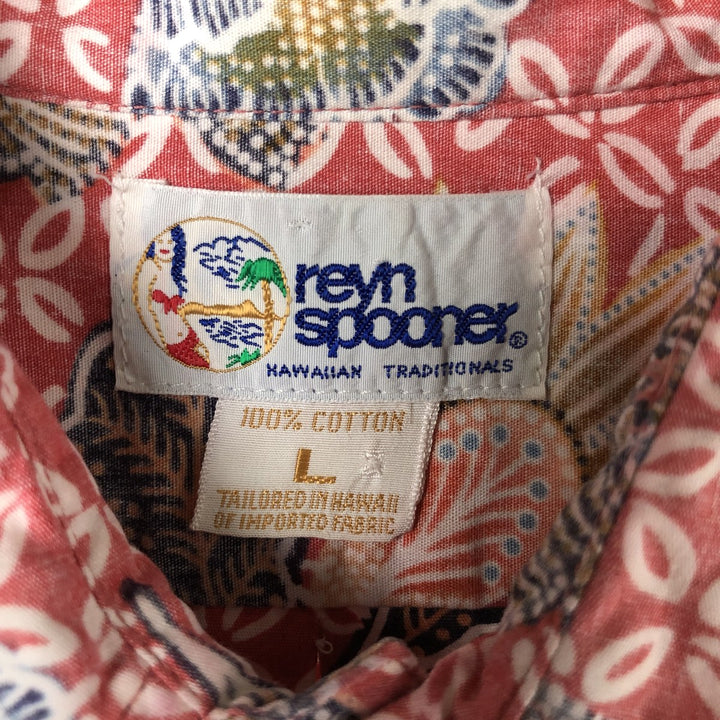 reyn
spooner®
HAWAIIAN TRADITIONALS
100% COTTON
L
TAILORED IN HAWAII
OF IMPORTED FABRIC